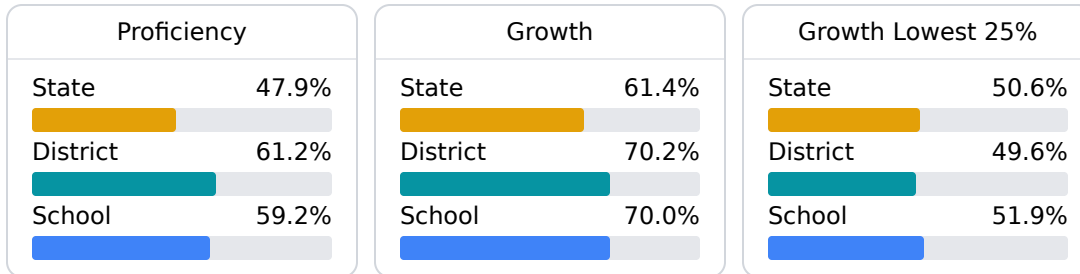 Proficiency
State 47.9%
District 61.2%
School 59.2%
Growth
State 61.4%
District 70.2%
School 70.0%
Growth Lowest 25%
State 50.6%
District 49.6%
School 51.9%